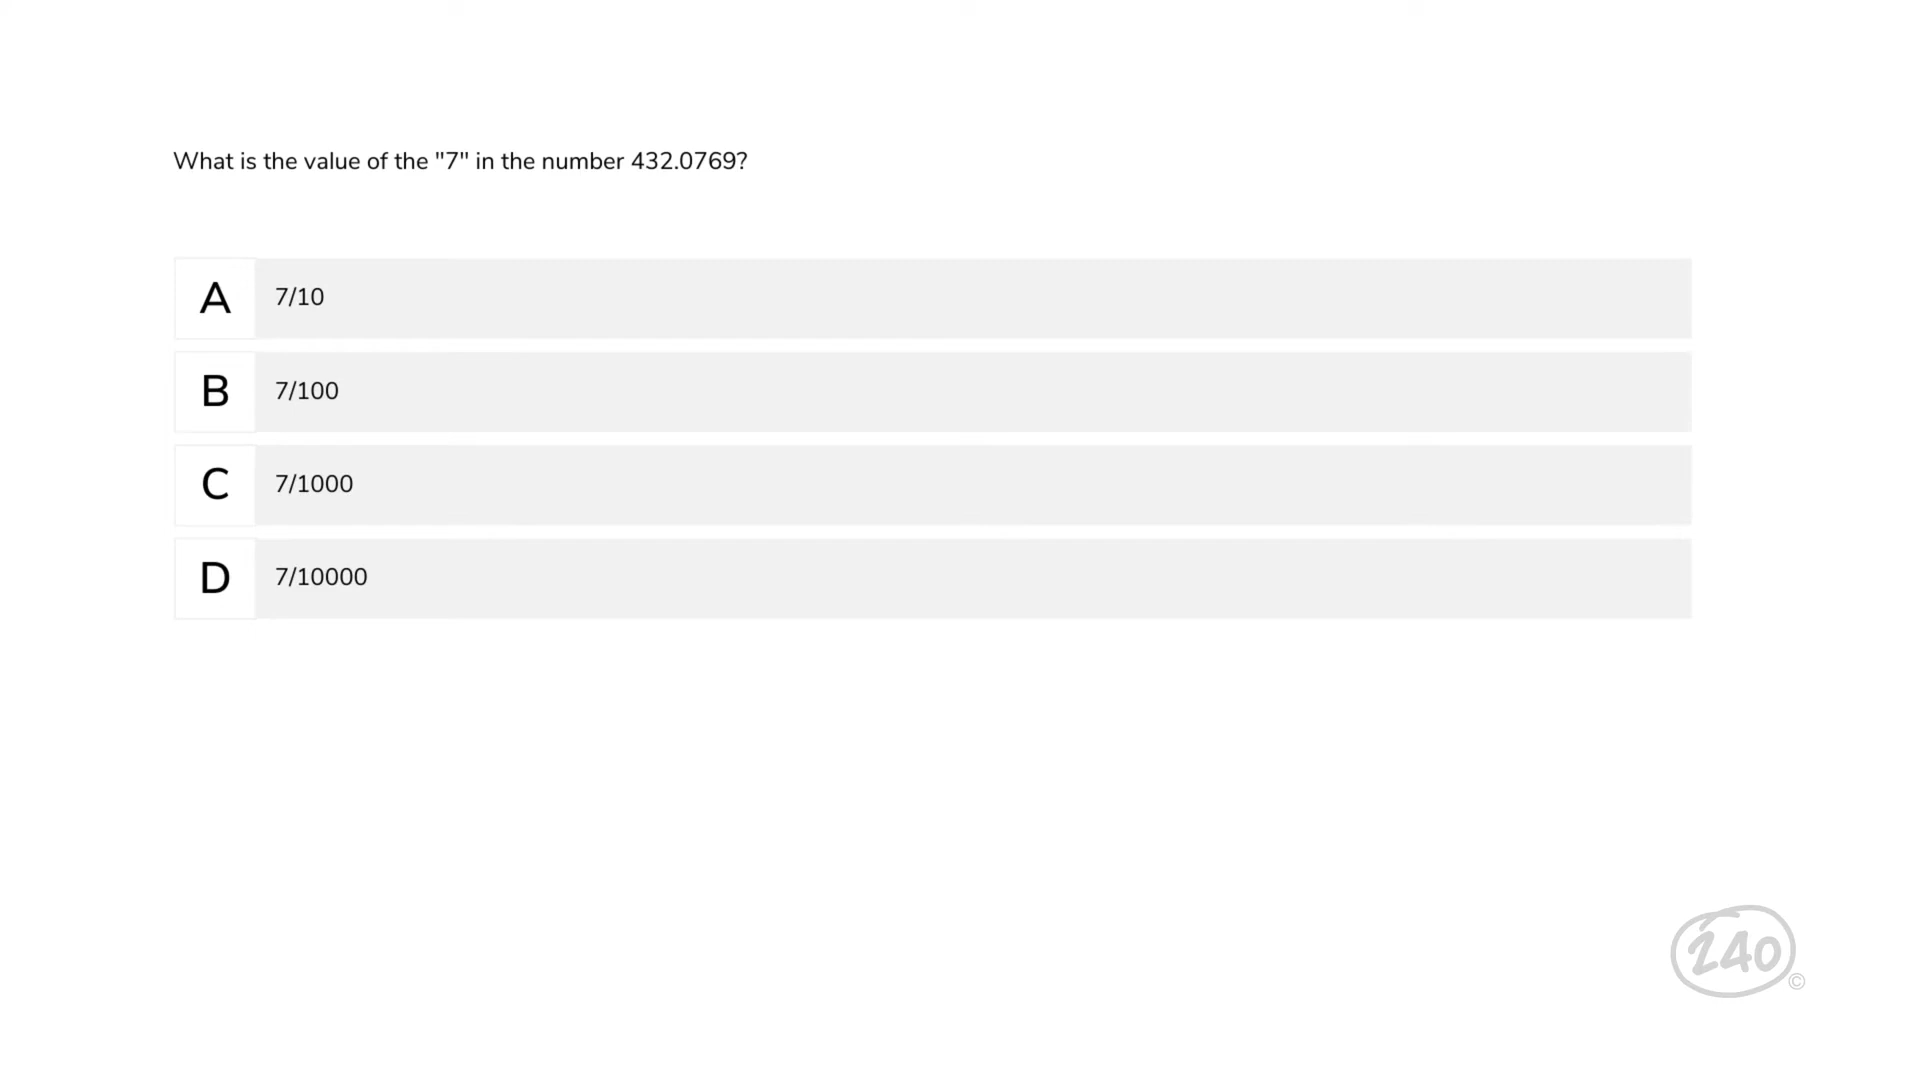 What is the value of the "7" in the number 432.0769?
A 7/10
B 7/100
C 7/1000
D 7/10000
240 ©